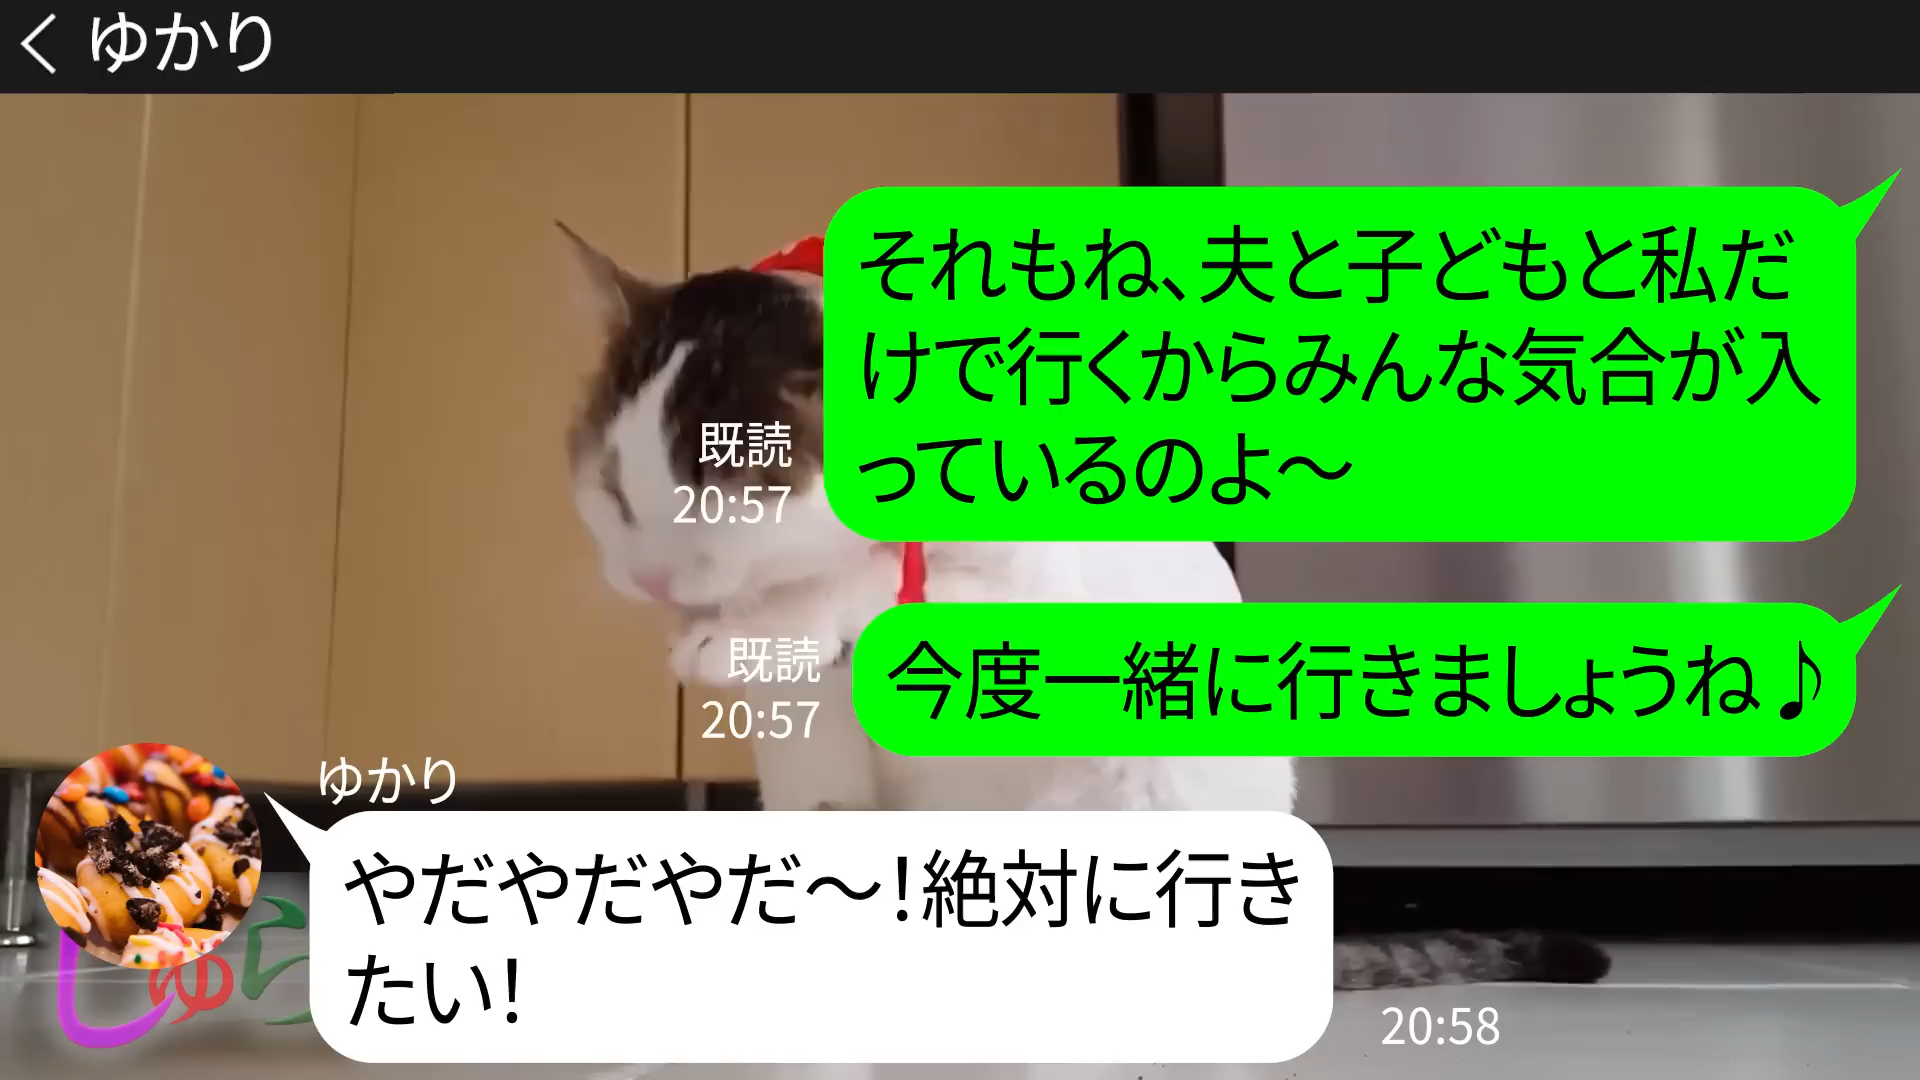 ゆかり
それもね、夫と子どもと私だ
けで行くからみんな気合が入
っているのよ～
既読
20:57
今度一緒に行きましょうね♪
既読
20:57
ゆかり
やだやだやだ～！絶対に行き
たい！
20:58
しゅら